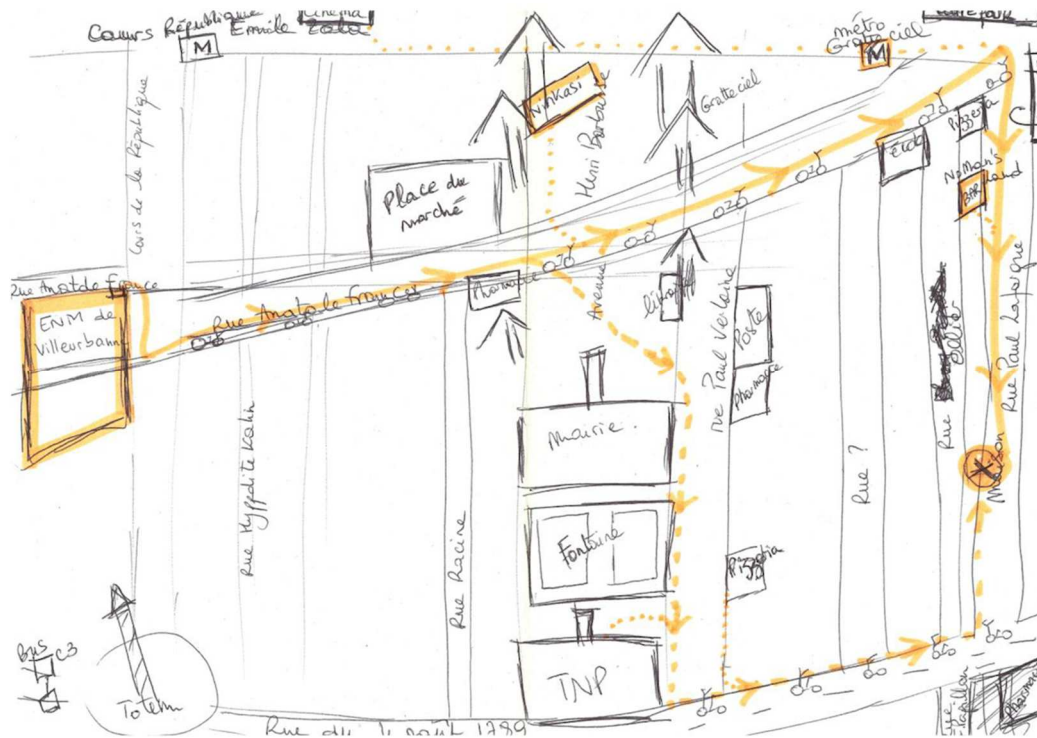 Cours
République
Emile Zola
Cinéma
M
métro
Gratte ciel
M
Cours de la République
Ninkasi
Henri Barbusse
Avenue
Gratte ciel
Pizzeria
No Man's
Land
BAR
Place du
marché
Rue Anatole France
ENM de
Villeurbanne
Rue Anatole France
Pharmacie
Poste
Pharmacie
rue Paul Verlaine
Rue
Rue Paul Lafargue
Mairie
Maison
Rue ?
Rue Hyppolite Kahn
Rue Racine
Fontaine
Pizzeria
TNP
Bus
C3
Totem
Rue du 4 août 1789